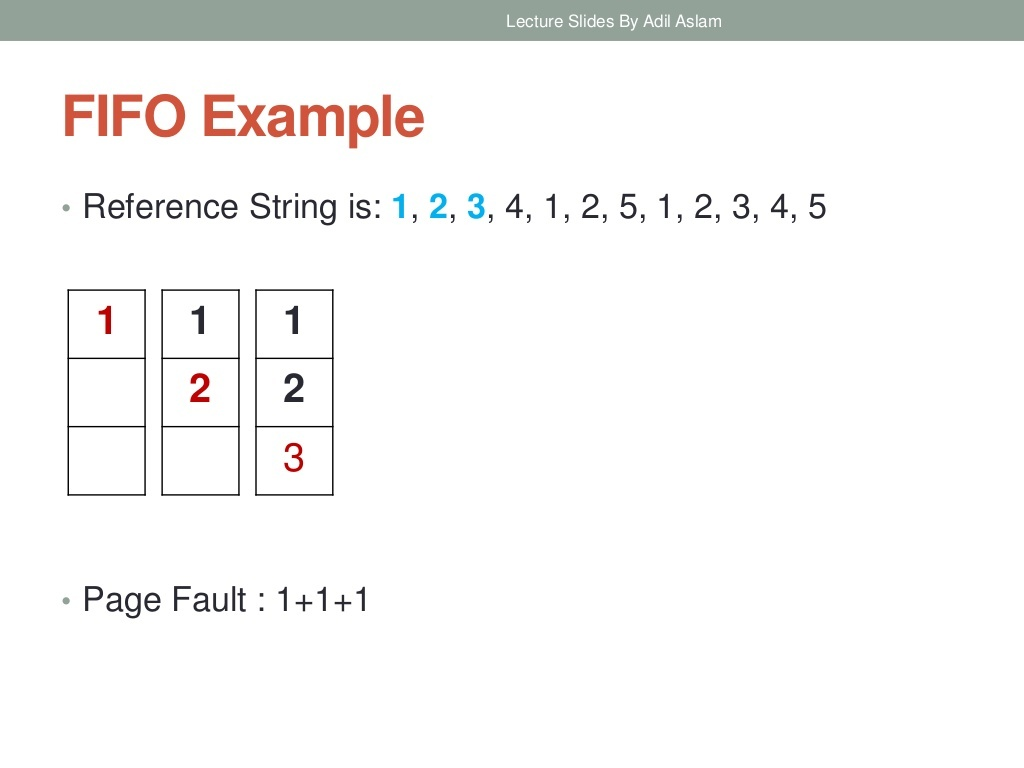 Lecture Slides By Adil Aslam
FIFO Example
• Reference String is: 1, 2, 3, 4, 1, 2, 5, 1, 2, 3, 4, 5
1 1 1
2 2
3
• Page Fault : 1+1+1